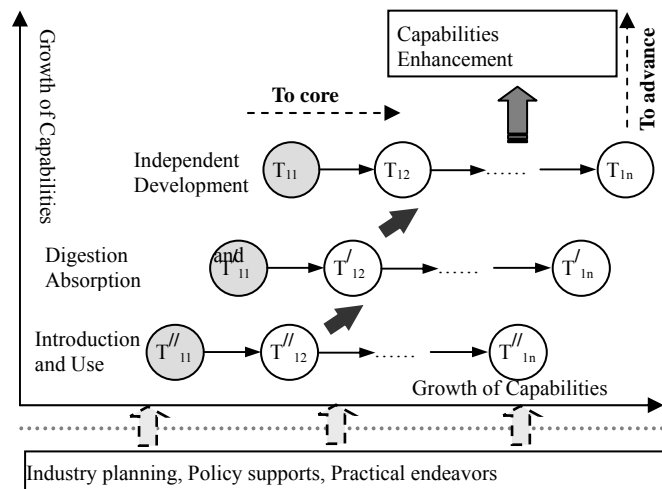 Capabilities
Enhancement
To advance
Growth of Capabilities
To core
Independent
Development
T11
T12
......
T1n
Digestion and
Absorption
T/11
T/12
......
T/1n
Introduction
and Use
T//11
T//12
......
T//1n
Growth of Capabilities
Industry planning, Policy supports, Practical endeavors